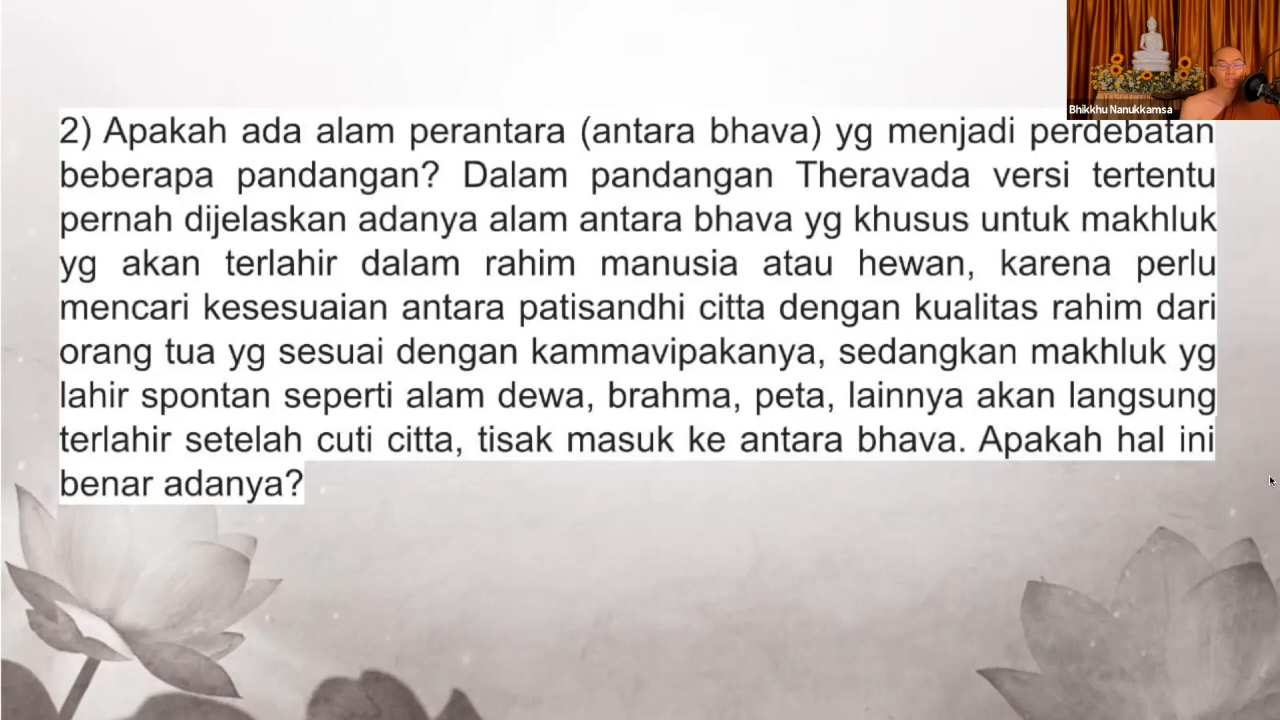 Bhikkhu Nanukkamsa
2) Apakah ada alam perantara (antara bhava) yg menjadi perdebatan
beberapa pandangan? Dalam pandangan Theravada versi tertentu
pernah dijelaskan adanya alam antara bhava yg khusus untuk makhluk
yg akan terlahir dalam rahim manusia atau hewan, karena perlu
mencari kesesuaian antara patisandhi citta dengan kualitas rahim dari
orang tua yg sesuai dengan kammavipakanya, sedangkan makhluk yg
lahir spontan seperti alam dewa, brahma, peta, lainnya akan langsung
terlahir setelah cuti citta, tisak masuk ke antara bhava. Apakah hal ini
benar adanya?